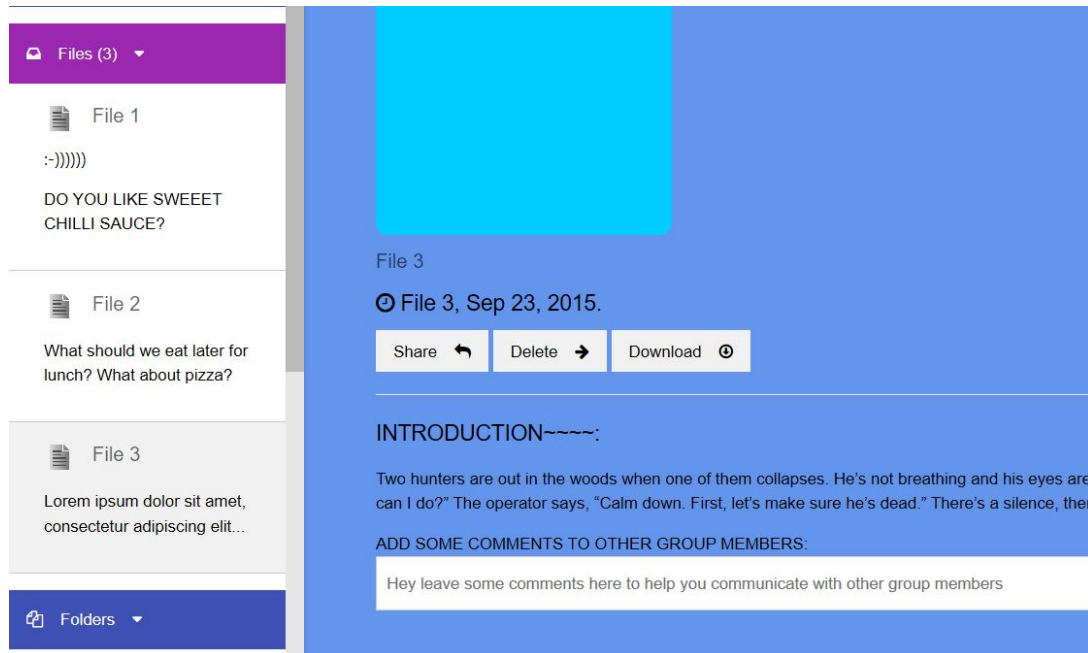 Files (3)
File 1
:-))))))
DO YOU LIKE SWEEET
CHILLI SAUCE?
File 2
What should we eat later for
lunch? What about pizza?
File 3
Lorem ipsum dolor sit amet,
consectetur adipiscing elit...
Folders
File 3
File 3, Sep 23, 2015.
Share Delete Download
INTRODUCTION~~~~:
Two hunters are out in the woods when one of them collapses. He’s not breathing and his eyes are
can I do?” The operator says, “Calm down. First, let’s make sure he’s dead.” There’s a silence, then
ADD SOME COMMENTS TO OTHER GROUP MEMBERS:
Hey leave some comments here to help you communicate with other group members